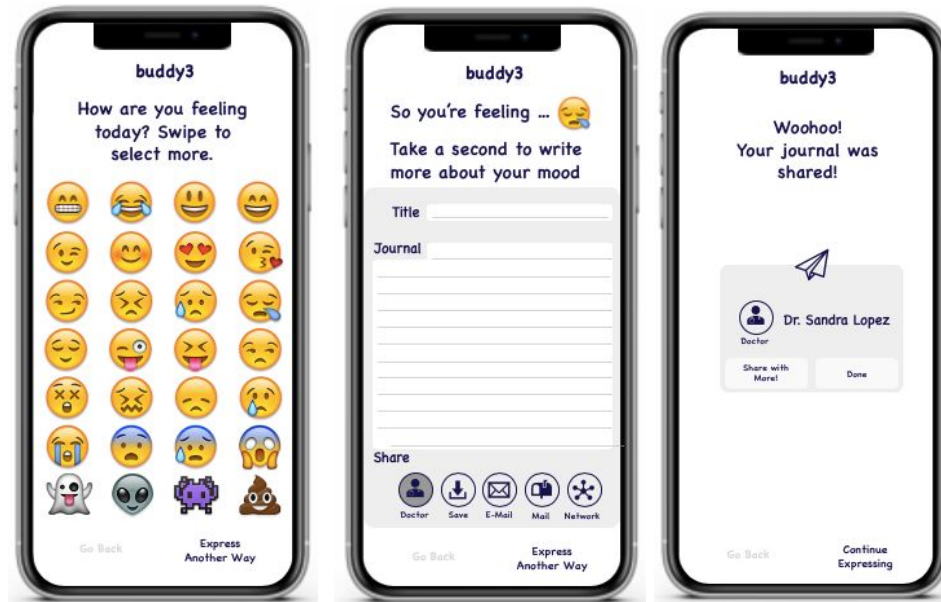 buddy3
How are you feeling
today? Swipe to
select more.
Go Back
Express
Another Way
buddy3
So you're feeling ...
Take a second to write
more about your mood
Title
Journal
Share
Doctor
Save
E-Mail
Mail
Network
Go Back
Express
Another Way
buddy3
Woohoo!
Your journal was
shared!
Dr. Sandra Lopez
Doctor
Share with
More!
Done
Go Back
Continue
Expressing